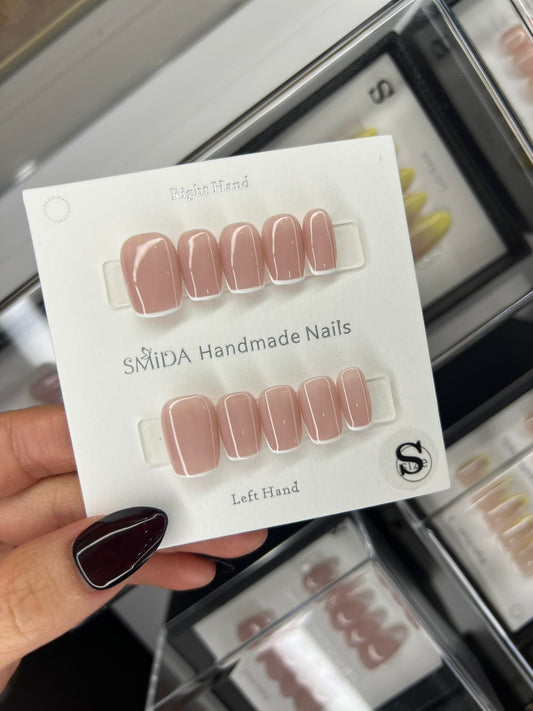 Right Hand
SMiDA Handmade Nails
Left Hand
S
S